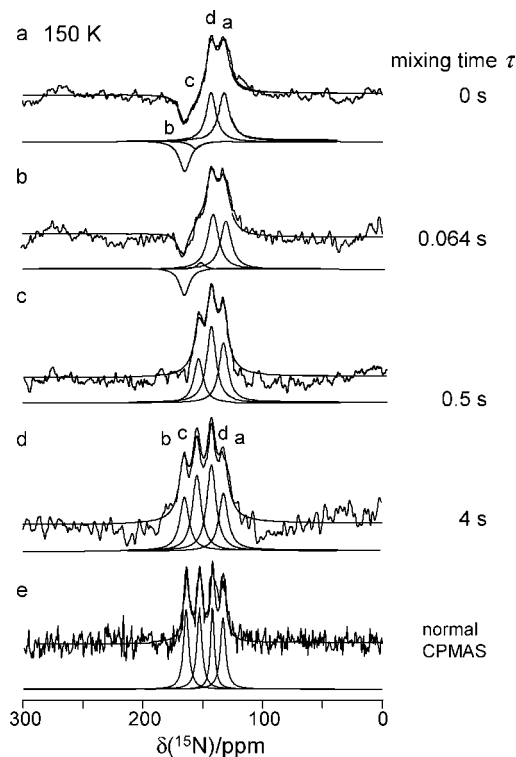 d
a 150 K a mixing time τ
c 0 s
b
b 0.064 s
c 0.5 s
d b c d a 4 s
e normal
CPMAS
300 200 100 0
δ(¹⁵N)/ppm